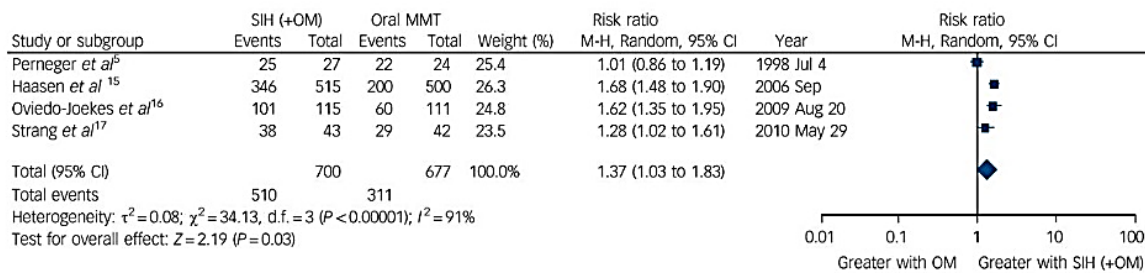 SIH (+OM) Oral MMT Risk ratio Risk ratio
Study or subgroup Events Total Events Total Weight (%) M-H, Random, 95% CI Year M-H, Random, 95% CI
Perneger et al5 25 27 22 24 25.4 1.01 (0.86 to 1.19) 1998 Jul 4
Haasen et al 15 346 515 200 500 26.3 1.68 (1.48 to 1.90) 2006 Sep
Oviedo-Joekes et al16 101 115 60 111 24.8 1.62 (1.35 to 1.95) 2009 Aug 20
Strang et al17 38 43 29 42 23.5 1.28 (1.02 to 1.61) 2010 May 29
Total (95% CI) 700 677 100.0% 1.37 (1.03 to 1.83)
Total events 510 311
Heterogeneity: τ2=0.08; χ2=34.13, d.f.=3 (P<0.00001); I2=91%
Test for overall effect: Z=2.19 (P=0.03)
0.01 0.1 1 10 100
Greater with OM Greater with SIH (+OM)